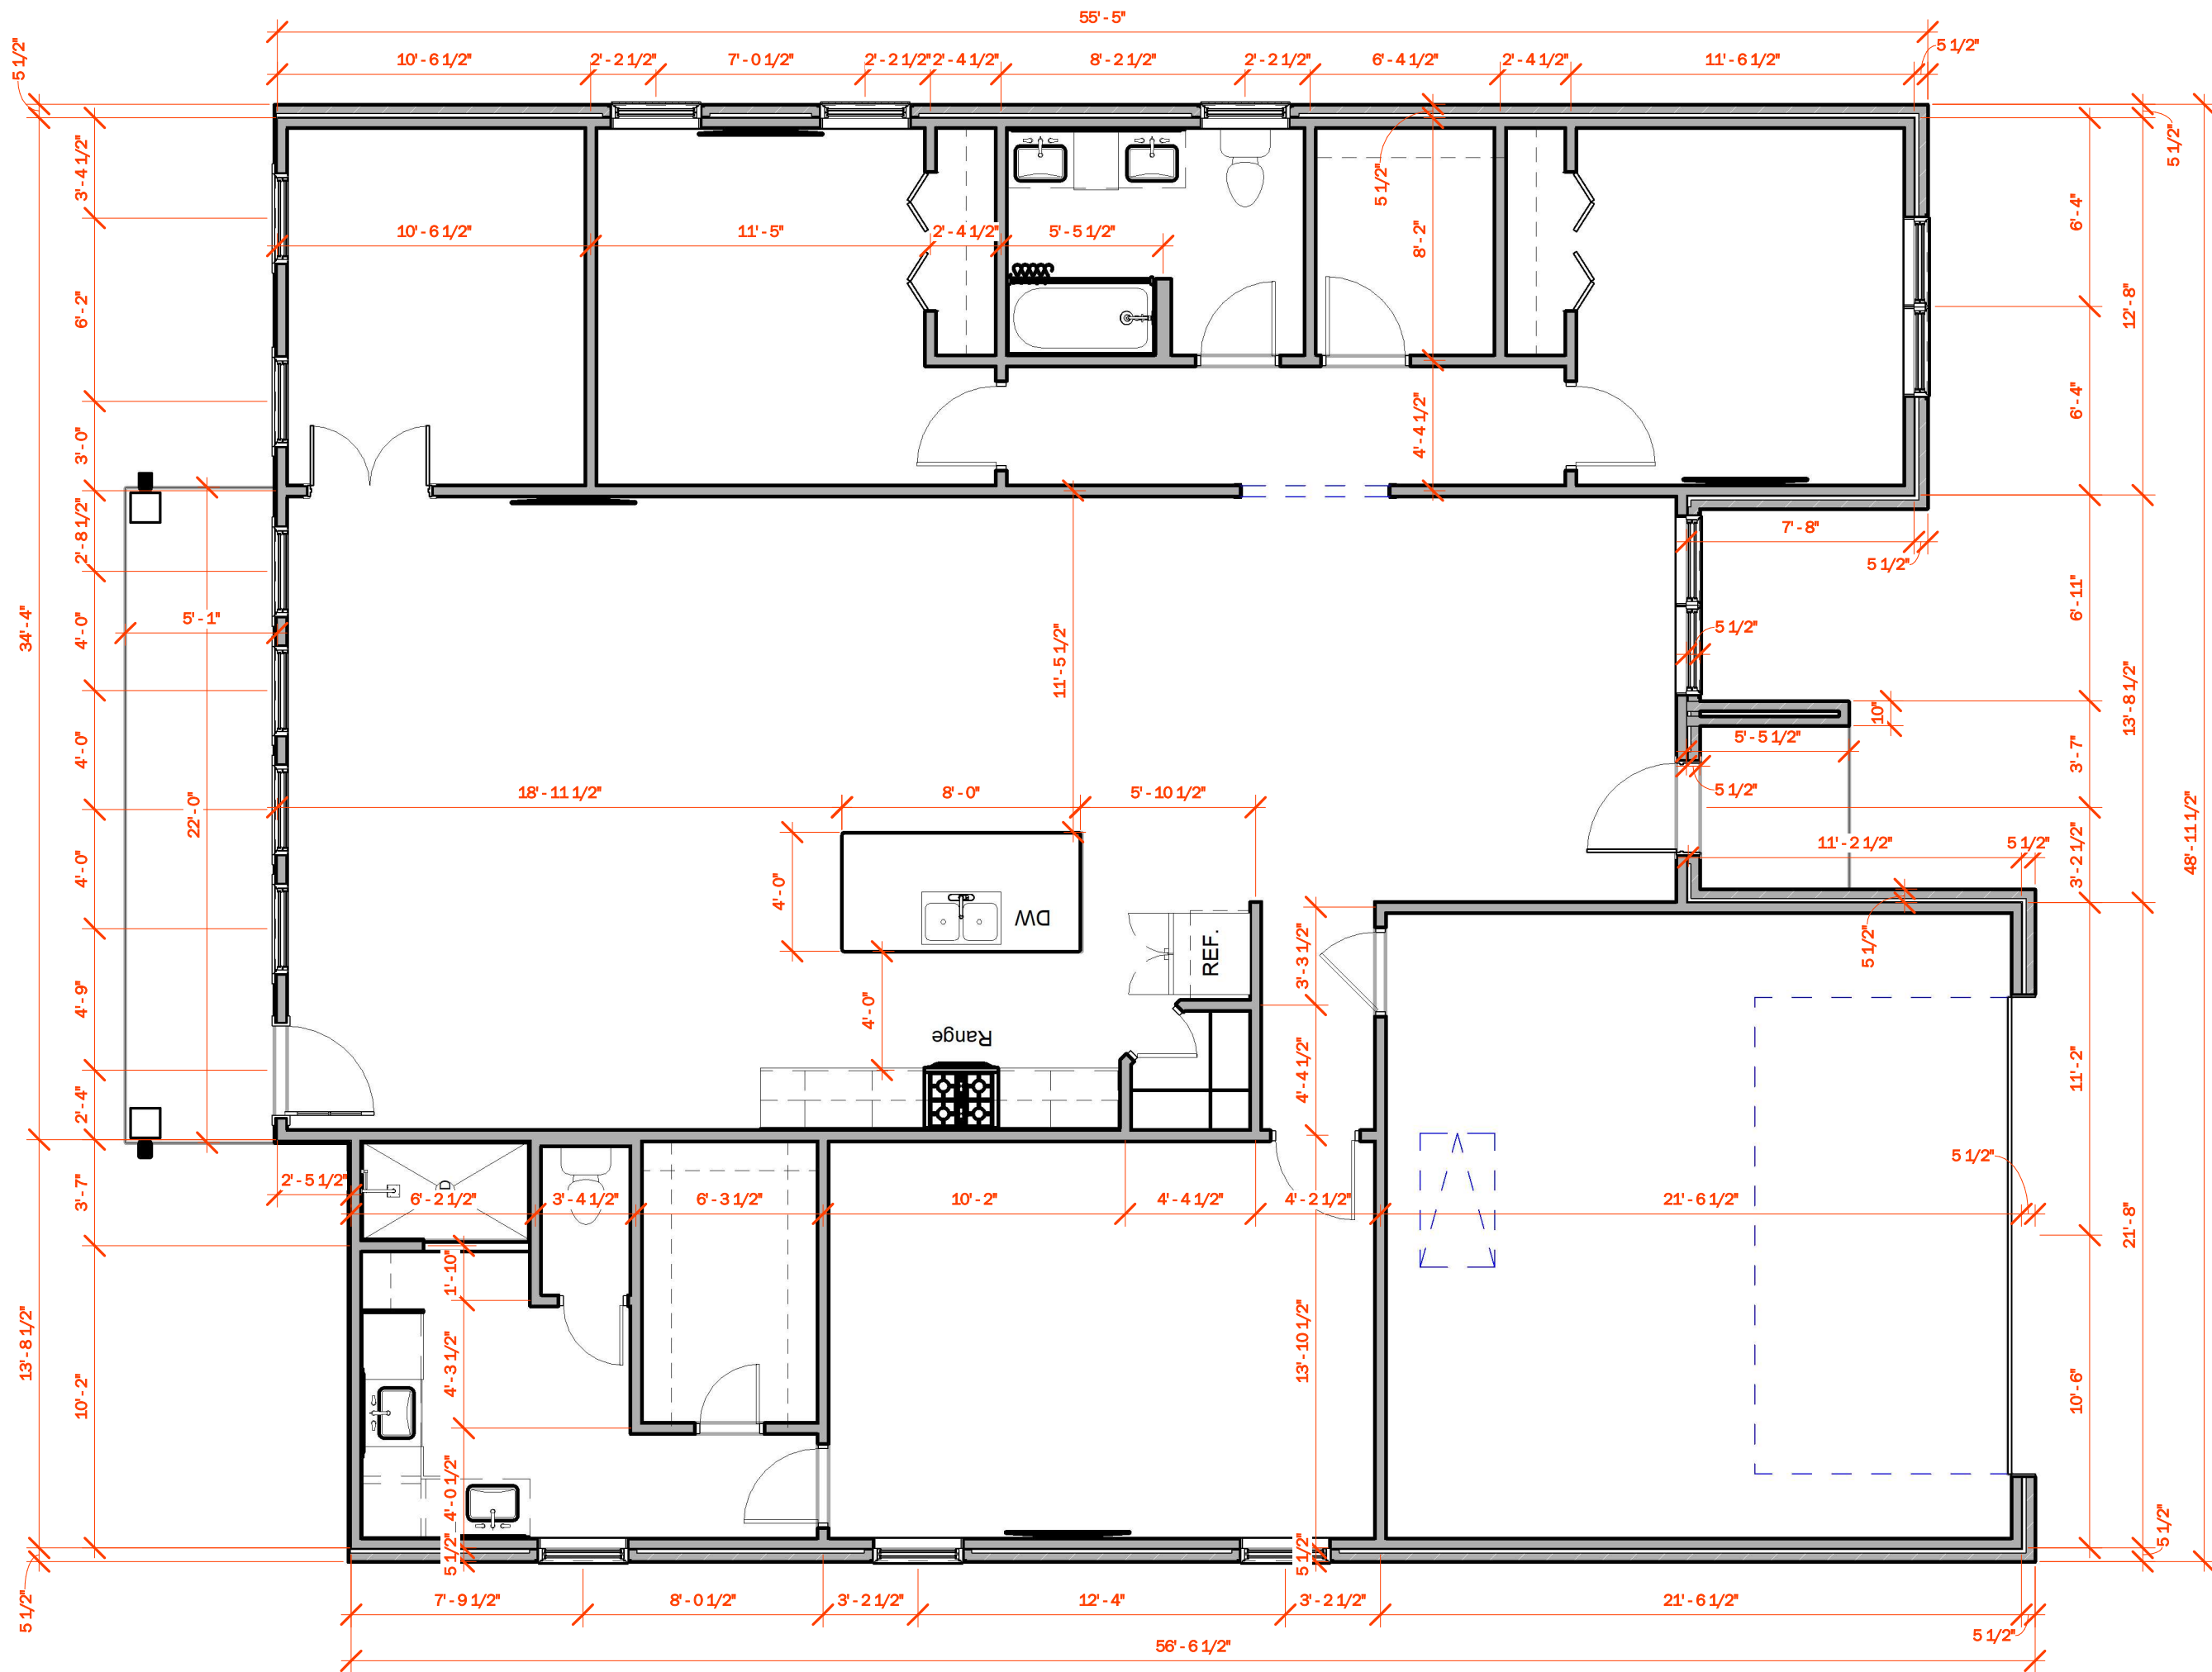 55' - 5"
5 1/2"
10' - 6 1/2"
2' - 2 1/2"
7' - 0 1/2"
2' - 2 1/2"
2' - 4 1/2"
8' - 2 1/2"
2' - 2 1/2"
6' - 4 1/2"
2' - 4 1/2"
11' - 6 1/2"
5 1/2"
3' - 4 1/2"
5 1/2"
5 1/2"
6' - 4"
10' - 6 1/2"
11' - 5"
2' - 4 1/2"
5' - 5 1/2"
8' - 2"
6' - 2"
12' - 8"
6' - 4"
4' - 4 1/2"
3' - 0"
2' - 8 1/2"
7' - 8"
5 1/2"
34' - 4"
5' - 1"
4' - 0"
11' - 5 1/2"
5 1/2"
6' - 11"
13' - 8 1/2"
10"
5' - 5 1/2"
3' - 7"
4' - 0"
22' - 0"
18' - 11 1/2"
8' - 0"
5' - 10 1/2"
5 1/2"
11' - 2 1/2"
5 1/2"
3' - 2 1/2"
48' - 11 1/2"
4' - 0"
4' - 0"
DW
REF.
3' - 3 1/2"
5 1/2"
4' - 9"
4' - 0"
Range
4' - 4 1/2"
11' - 2"
2' - 4"
5 1/2"
2' - 5 1/2"
6' - 2 1/2"
3' - 4 1/2"
6' - 3 1/2"
10' - 2"
4' - 4 1/2"
4' - 2 1/2"
21' - 6 1/2"
3' - 7"
21' - 8"
1' - 10"
13' - 8 1/2"
4' - 3 1/2"
13' - 10 1/2"
10' - 2"
10' - 6"
4' - 0 1/2"
5 1/2"
5 1/2"
5 1/2"
5 1/2"
7' - 9 1/2"
8' - 0 1/2"
3' - 2 1/2"
12' - 4"
3' - 2 1/2"
21' - 6 1/2"
5 1/2"
56' - 6 1/2"